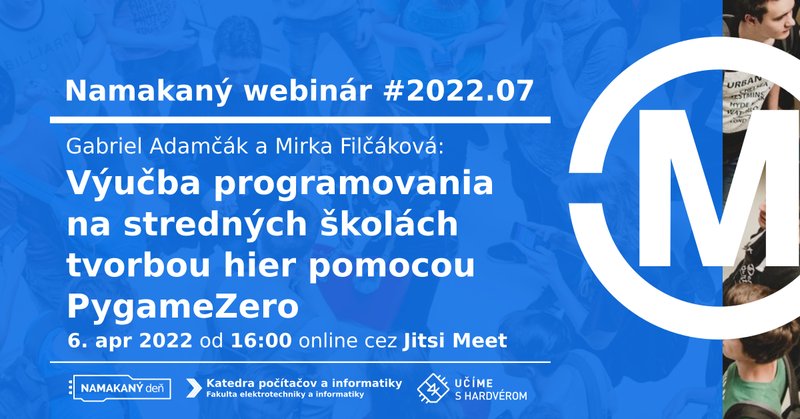 Namakaný webinár #2022.07
Gabriel Adamčák a Mirka Filčáková:
Výučba programovania
na stredných školách
tvorbou hier pomocou
PygameZero
6. apr 2022 od 16:00 online cez Jitsi Meet
NAMAKANÝ deň
Katedra počítačov a informatiky
Fakulta elektrotechniky a informatiky
UČÍME
S HARDVÉROM
M
URBAN